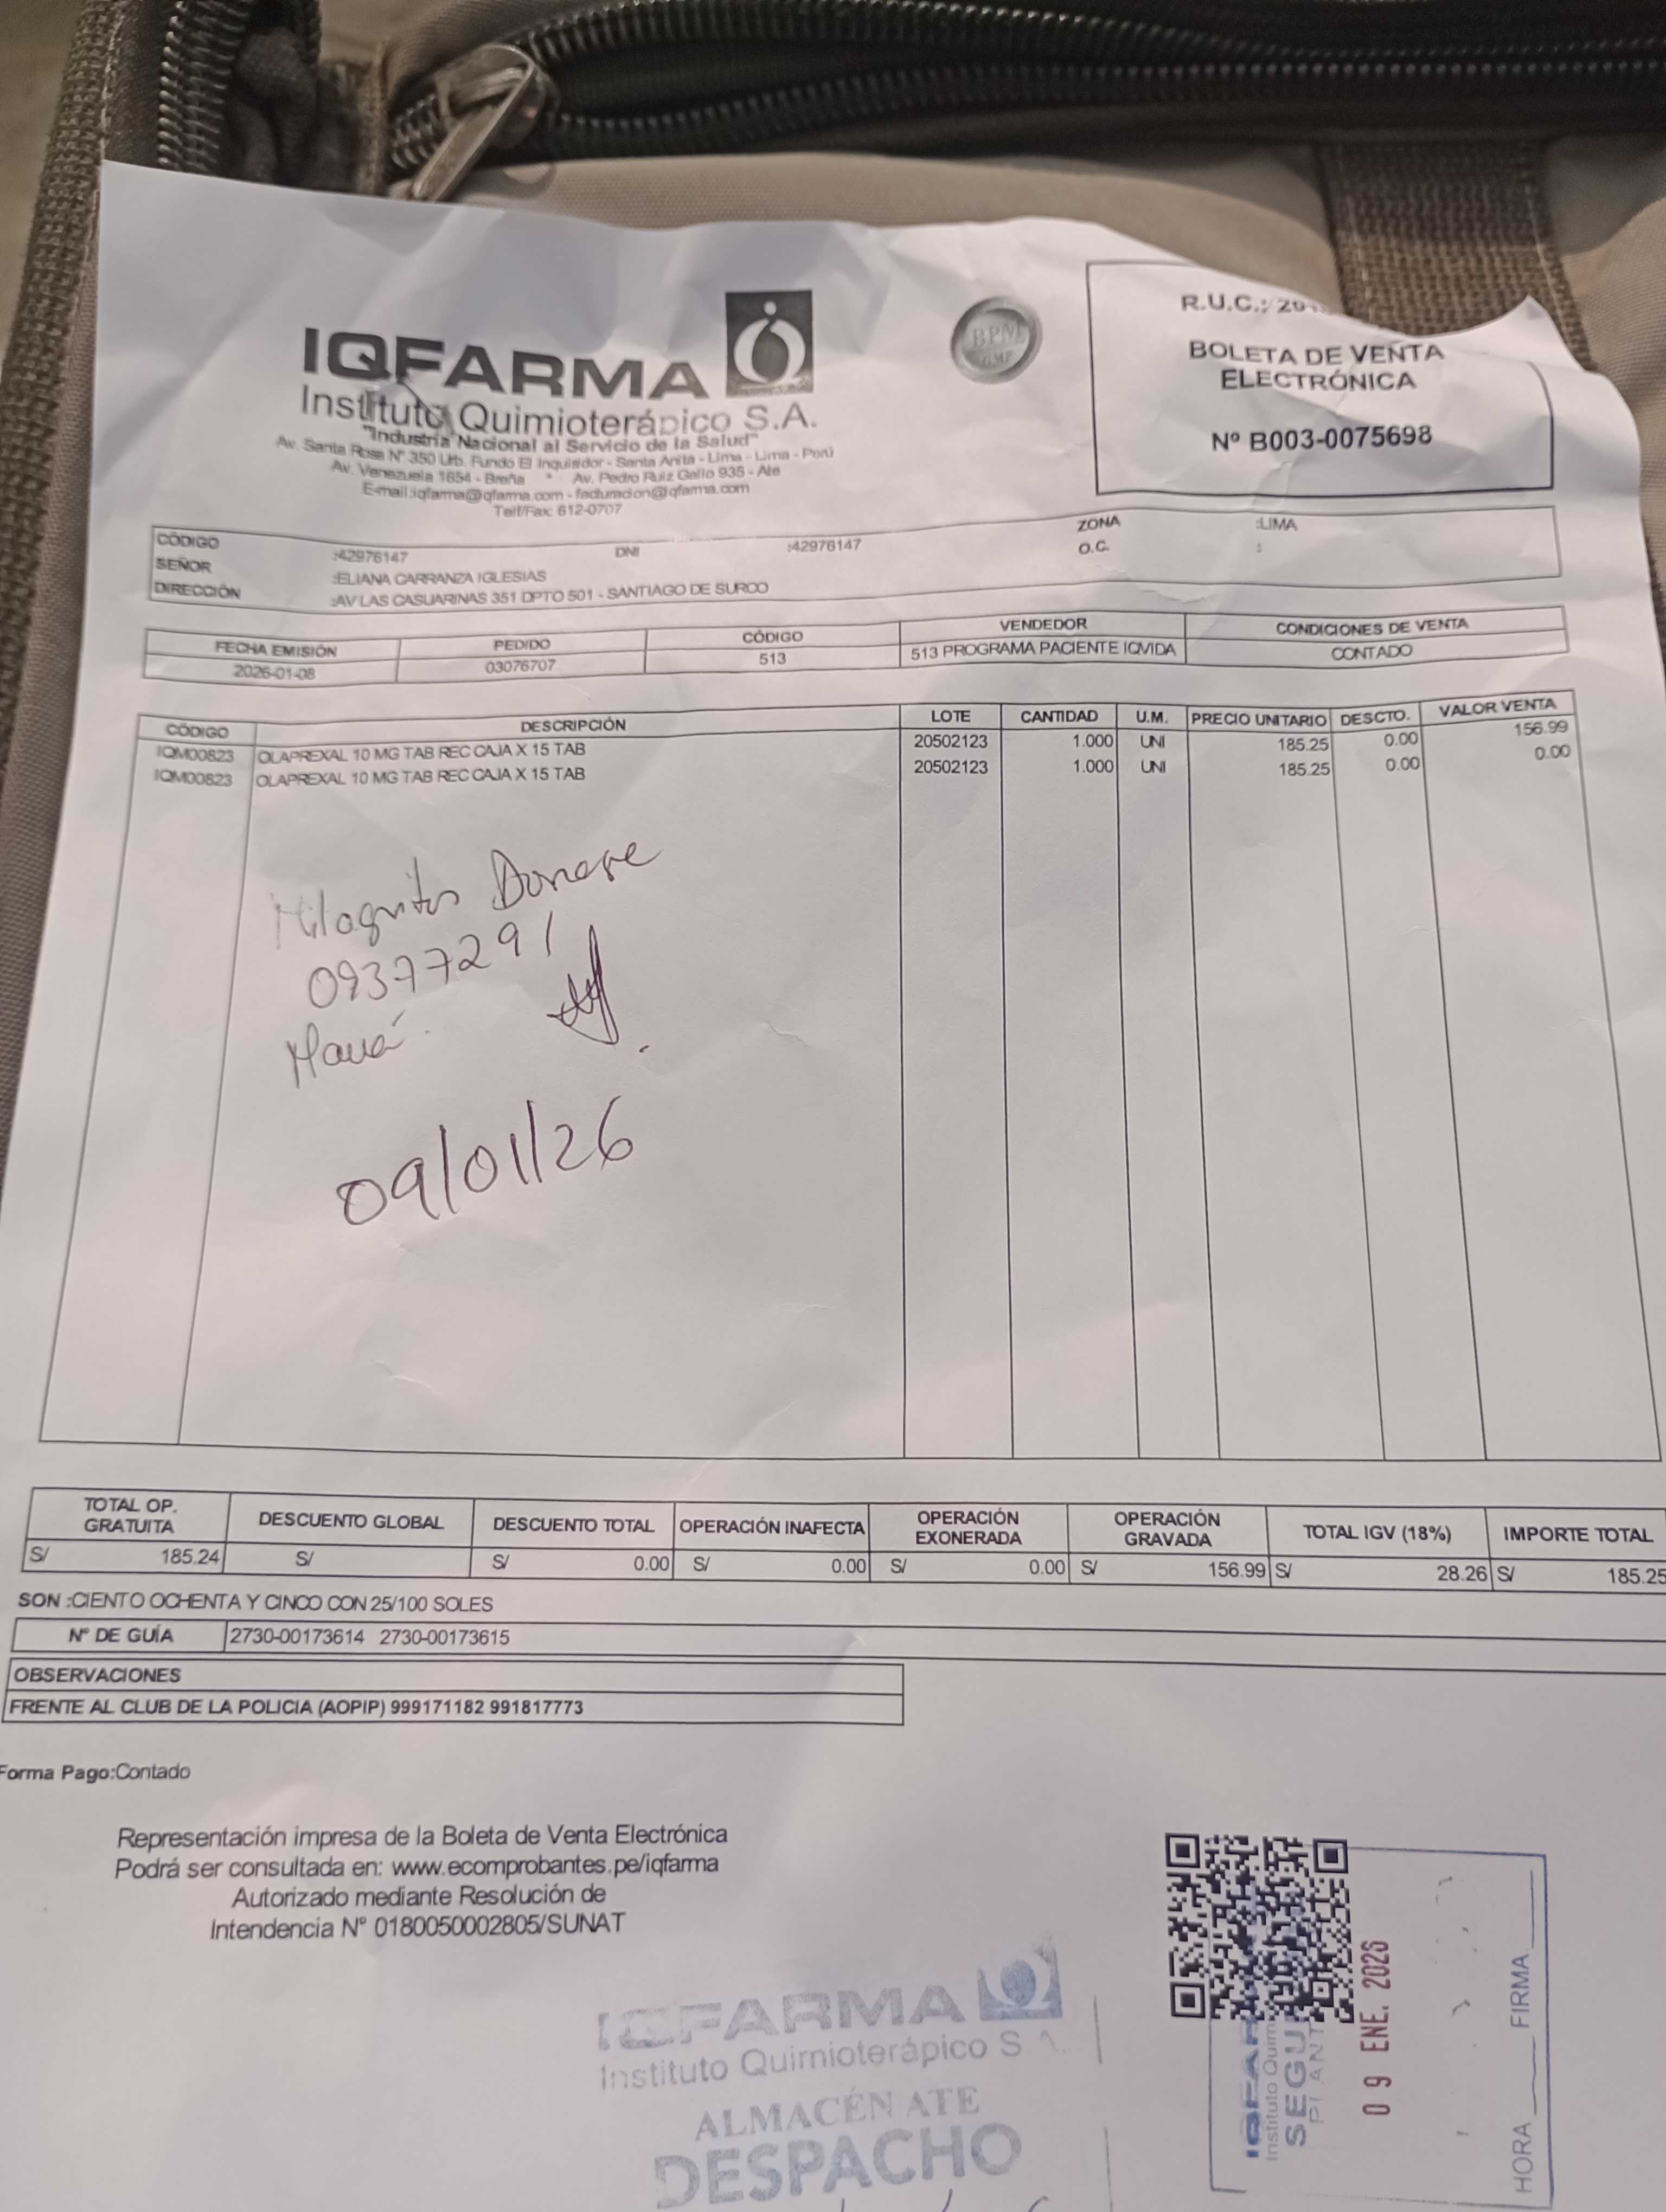 IQFARMA
Instituto Quimioterápico S.A.
"Industria Nacional al Servicio de la Salud"
Av. Santa Rosa N° 350 Urb. Fundo El Inquisidor - Santa Anita - Lima - Lima - Perú
Av. Venezuela 1654 - Breña * Av. Pedro Ruiz Gallo 935 - Ate
E-mail:iqfarma@iqfarma.com - facturacion@iqfarma.com
Telf/Fax: 612-0707
BPM
GMP
R.U.C.:
BOLETA DE VENTA
ELECTRÓNICA
Nº B003-0075698
CÓDIGO :42976147 DNI :42976147 ZONA :LIMA
SEÑOR :ELIANA CARRANZA IGLESIAS O.C. :
DIRECCIÓN :AV LAS CASUARINAS 351 DPTO 501 - SANTIAGO DE SURCO
FECHA EMISIÓN PEDIDO CÓDIGO VENDEDOR CONDICIONES DE VENTA
2026-01-08 03076707 513 513 PROGRAMA PACIENTE IQVIDA CONTADO
CÓDIGO DESCRIPCIÓN LOTE CANTIDAD U.M. PRECIO UNITARIO DESCTO. VALOR VENTA
IQM00823 OLAPREXAL 10 MG TAB REC CAJA X 15 TAB 20502123 1.000 UNI 185.25 0.00 156.99
IQM00823 OLAPREXAL 10 MG TAB REC CAJA X 15 TAB 20502123 1.000 UNI 185.25 0.00 0.00
Milagritos
09377291
09/01/26
TOTAL OP. GRATUITA DESCUENTO GLOBAL DESCUENTO TOTAL OPERACIÓN INAFECTA OPERACIÓN EXONERADA OPERACIÓN GRAVADA TOTAL IGV (18%) IMPORTE TOTAL
S/ 185.24 S/ S/ 0.00 S/ 0.00 S/ 0.00 S/ 156.99 S/ 28.26 S/ 185.25
SON :CIENTO OCHENTA Y CINCO CON 25/100 SOLES
Nº DE GUÍA 2730-00173614 2730-00173615
OBSERVACIONES
FRENTE AL CLUB DE LA POLICIA (AOPIP) 999171182 991817773
Forma Pago:Contado
Representación impresa de la Boleta de Venta Electrónica
Podrá ser consultada en: www.ecomprobantes.pe/iqfarma
Autorizado mediante Resolución de
Intendencia Nº 0180050002805/SUNAT
IQFARMA
Instituto Quimioterápico S A
ALMACÉN ATE
DESPACHO
09 ENE. 2026
HORA FIRMA